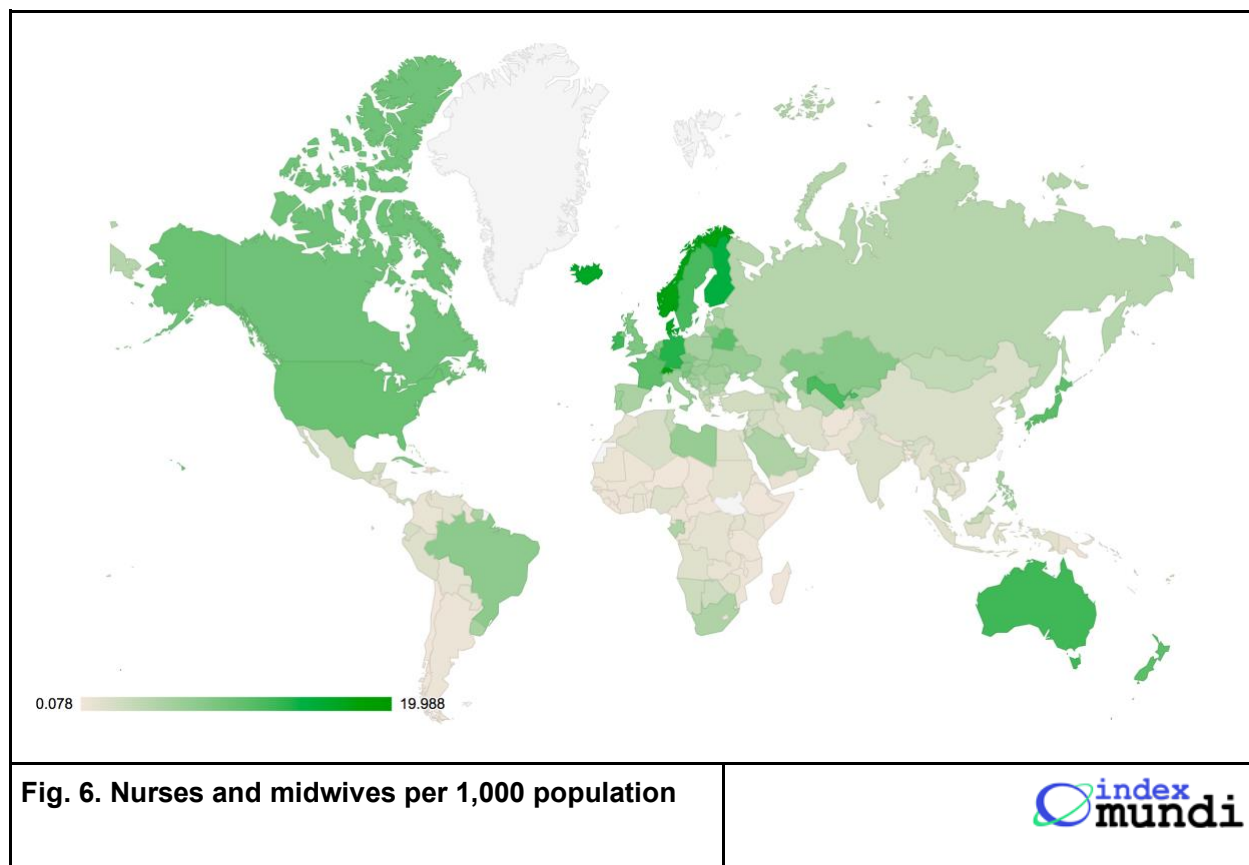 0.078
19.988
Fig. 6. Nurses and midwives per 1,000 population
index
mundi